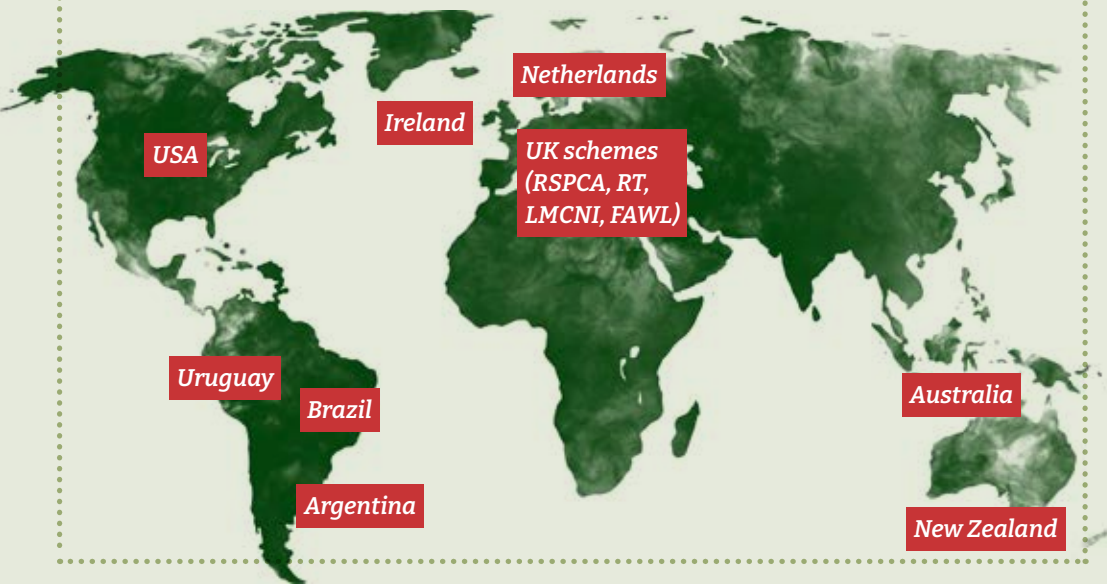 Netherlands
Ireland
USA
UK schemes
(RSPCA, RT,
LMCNI, FAWL)
Uruguay
Brazil
Australia
Argentina
New Zealand